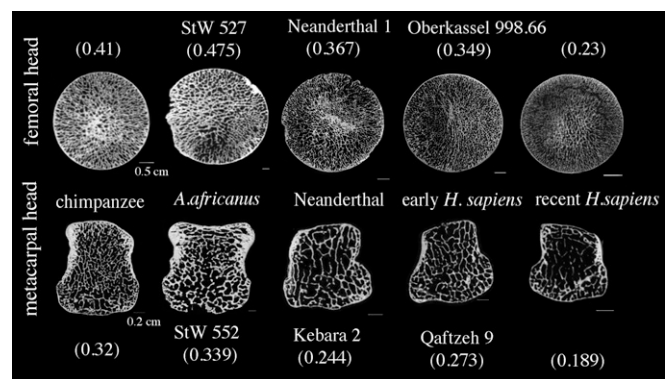 StW 527 Neanderthal 1 Oberkassel 998.66
(0.41) (0.475) (0.367) (0.349) (0.23)
femoral head
0.5 cm
chimpanzee A.africanus Neanderthal early H. sapiens recent H.sapiens
metacarpal head
0.2 cm
StW 552 Kebara 2 Qaftzeh 9
(0.32) (0.339) (0.244) (0.273) (0.189)